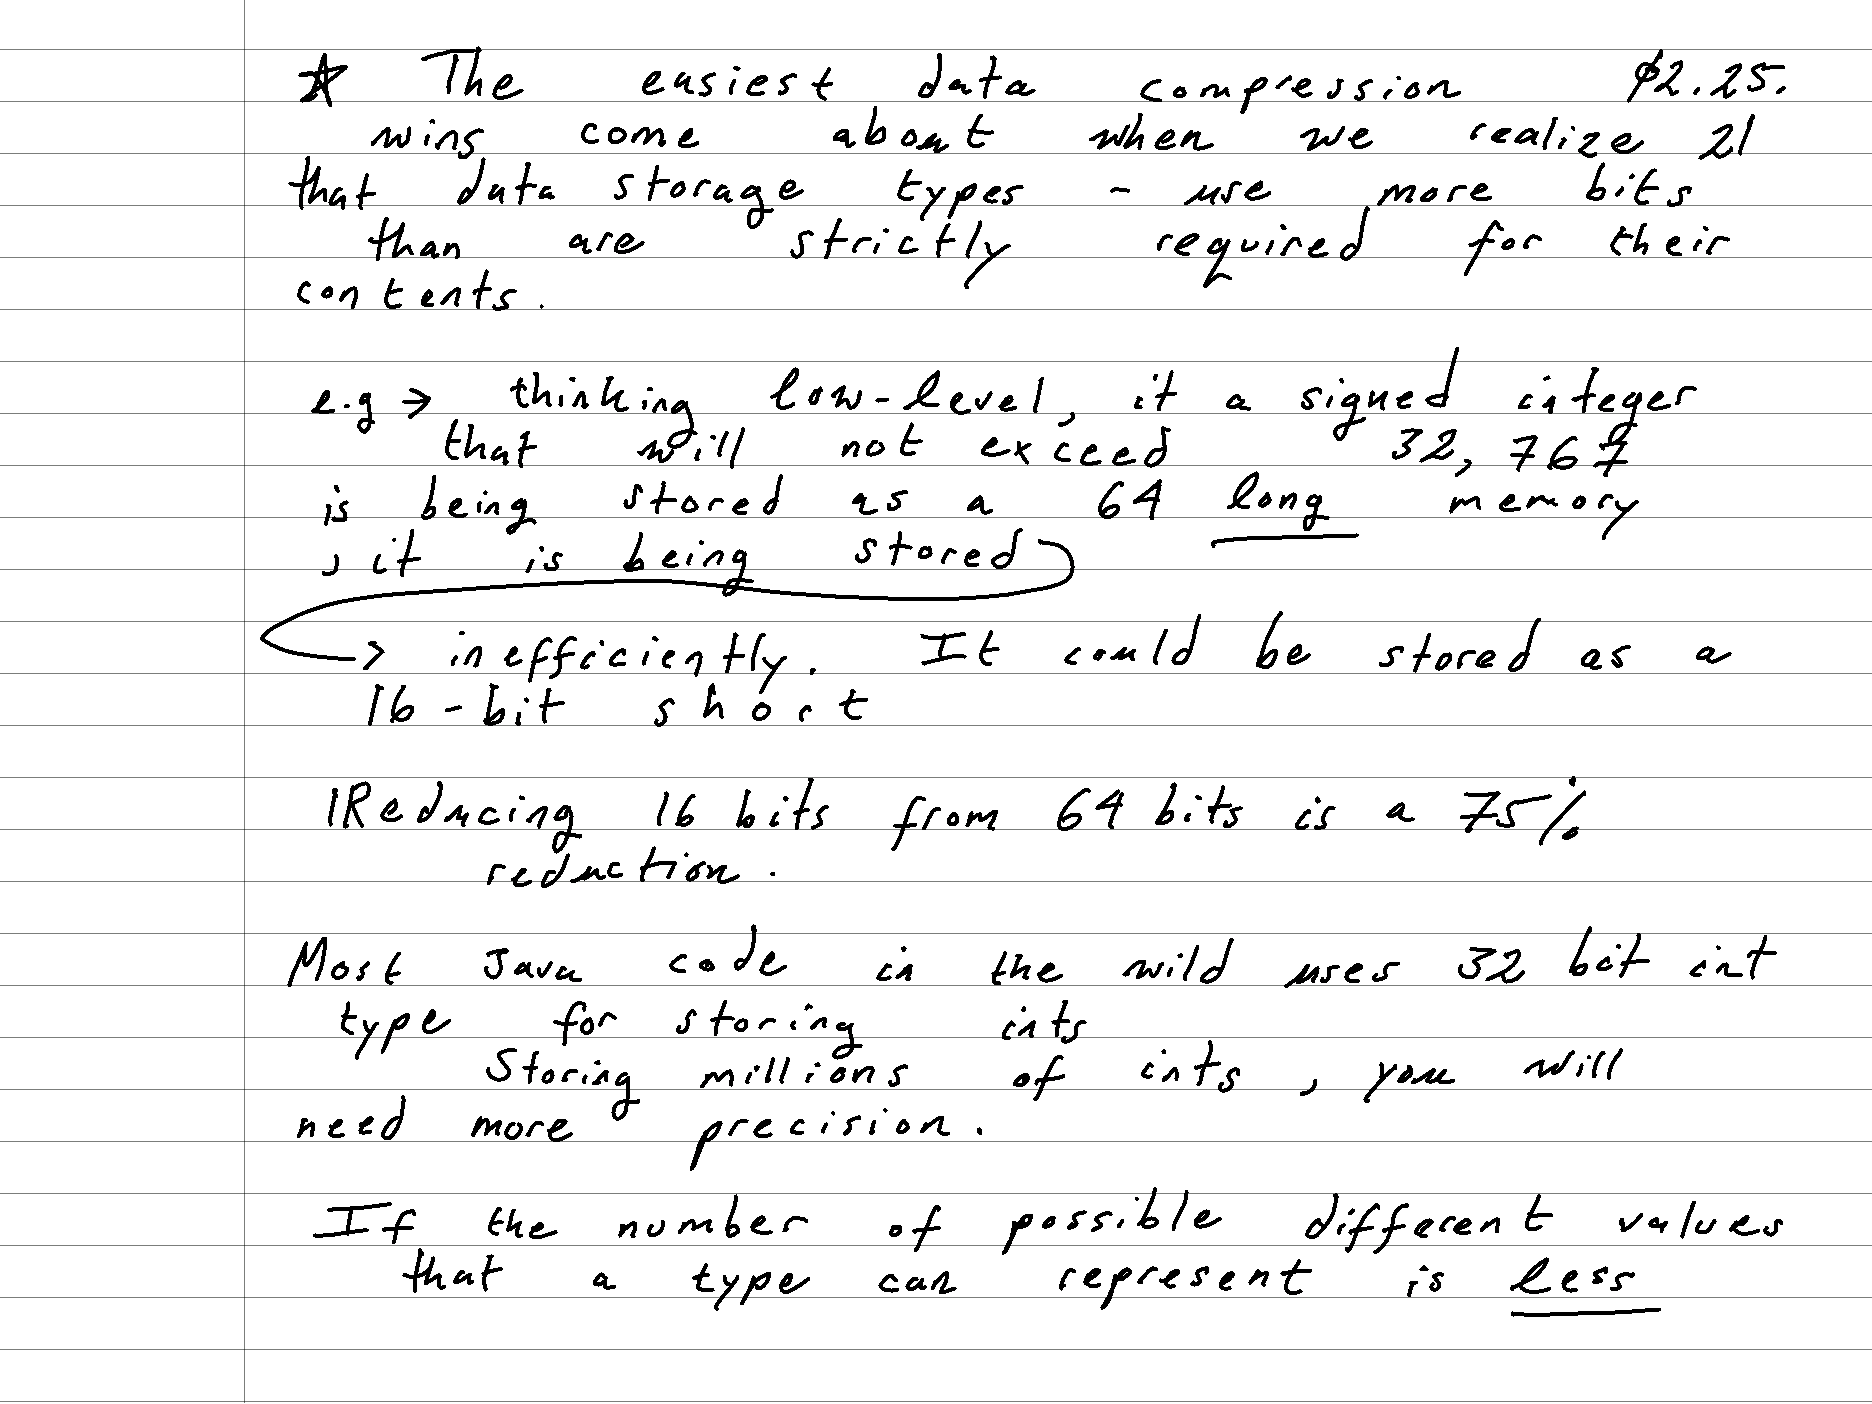 ☆ The easiest data compression $2.25.
wins come about when we realize 21
that data storage types - use more bits
than are strictly required for their
contents.
e.g → thinking low-level, if a signed integer
that will not exceed 32,767
is being stored as a 64 long memory
, it is being stored
→ inefficiently. It could be stored as a
16-bit short
Reducing 16 bits from 64 bits is a 75%
reduction.
Most Java code in the wild uses 32 bit int
type for storing ints
Storing millions of ints, you will
need more precision.
If the number of possible different values
that a type can represent is less